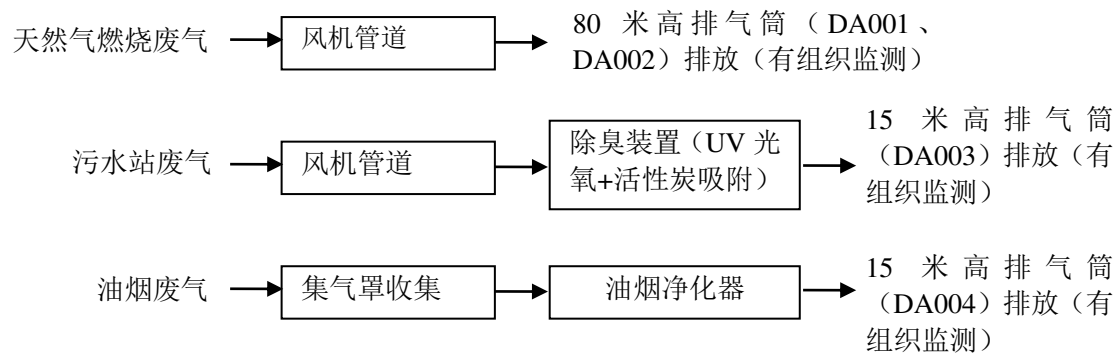 天然气燃烧废气
风机管道
80 米高排气筒（DA001、
DA002）排放（有组织监测）
污水站废气
风机管道
除臭装置（UV 光
氧+活性炭吸附）
15 米高排气筒
（DA003）排放（有
组织监测）
油烟废气
集气罩收集
油烟净化器
15 米高排气筒
（DA004）排放（有
组织监测）